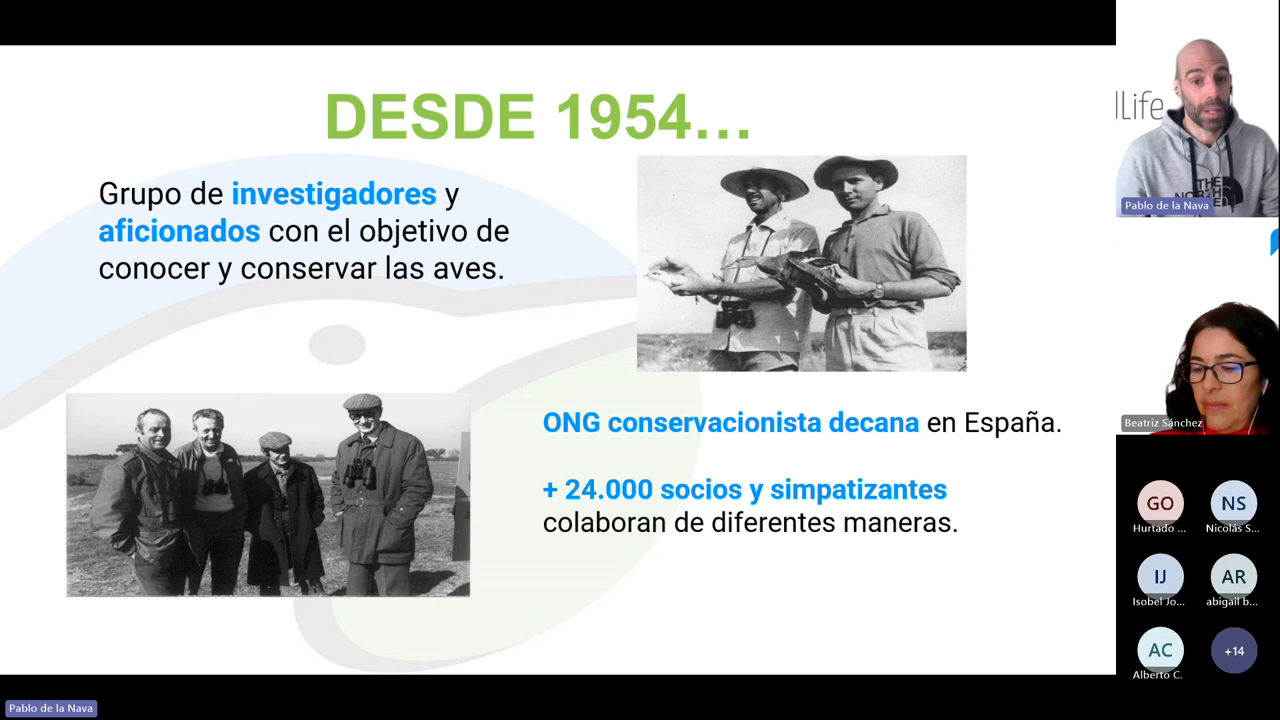 DESDE 1954...
Grupo de investigadores y
aficionados con el objetivo de
conocer y conservar las aves.
ONG conservacionista decana en España.
+ 24.000 socios y simpatizantes
colaboran de diferentes maneras.
lLife
THE
NORTH
Pablo de la Nava
Beatriz Sánchez
GO
NS
Hurtado ...
Nicolás S...
IJ
AR
Isobel Jo...
abigail b...
AC
+14
Alberto C.
Pablo de la Nava